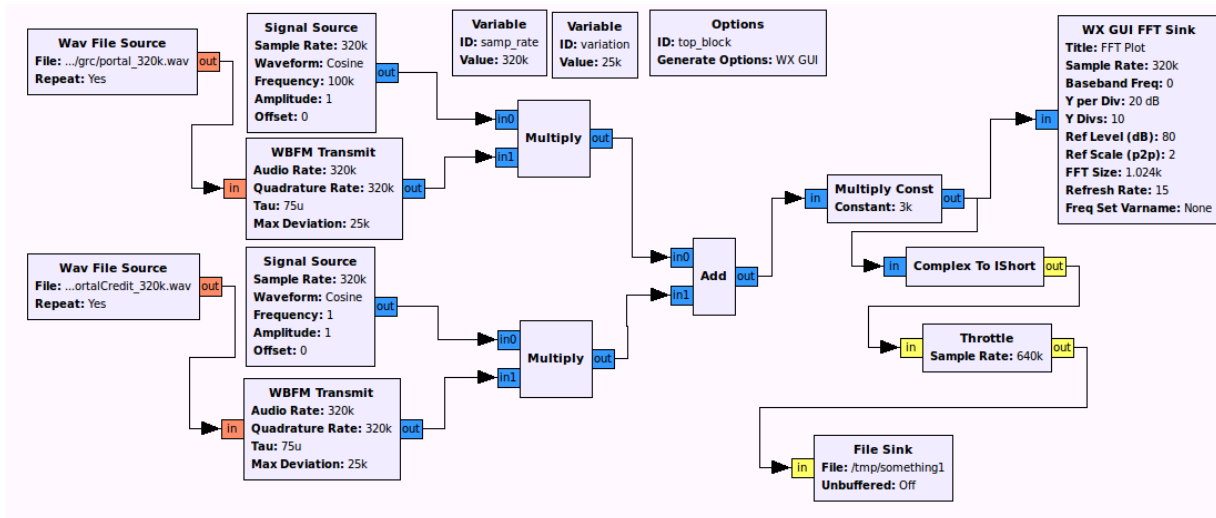 Wav File Source
File: .../grc/portal_320k.wav
Repeat: Yes
out
Signal Source
Sample Rate: 320k
Waveform: Cosine
Frequency: 100k
Amplitude: 1
Offset: 0
out
Variable
ID: samp_rate
Value: 320k
Variable
ID: variation
Value: 25k
Options
ID: top_block
Generate Options: WX GUI
WX GUI FFT Sink
Title: FFT Plot
Sample Rate: 320k
Baseband Freq: 0
Y per Div: 20 dB
Y Divs: 10
Ref Level (dB): 80
Ref Scale (p2p): 2
FFT Size: 1.024k
Refresh Rate: 15
Freq Set Varname: None
in
in0
in1
Multiply
out
WBFM Transmit
Audio Rate: 320k
Quadrature Rate: 320k
Tau: 75u
Max Deviation: 25k
in
out
Multiply Const
Constant: 3k
in
out
Wav File Source
File: ...ortalCredit_320k.wav
Repeat: Yes
out
Signal Source
Sample Rate: 320k
Waveform: Cosine
Frequency: 1
Amplitude: 1
Offset: 0
out
in0
in1
Add
out
in
Complex To IShort
out
in0
in1
Multiply
out
in
Throttle
Sample Rate: 640k
out
WBFM Transmit
Audio Rate: 320k
Quadrature Rate: 320k
Tau: 75u
Max Deviation: 25k
in
out
in
File Sink
File: /tmp/something1
Unbuffered: Off